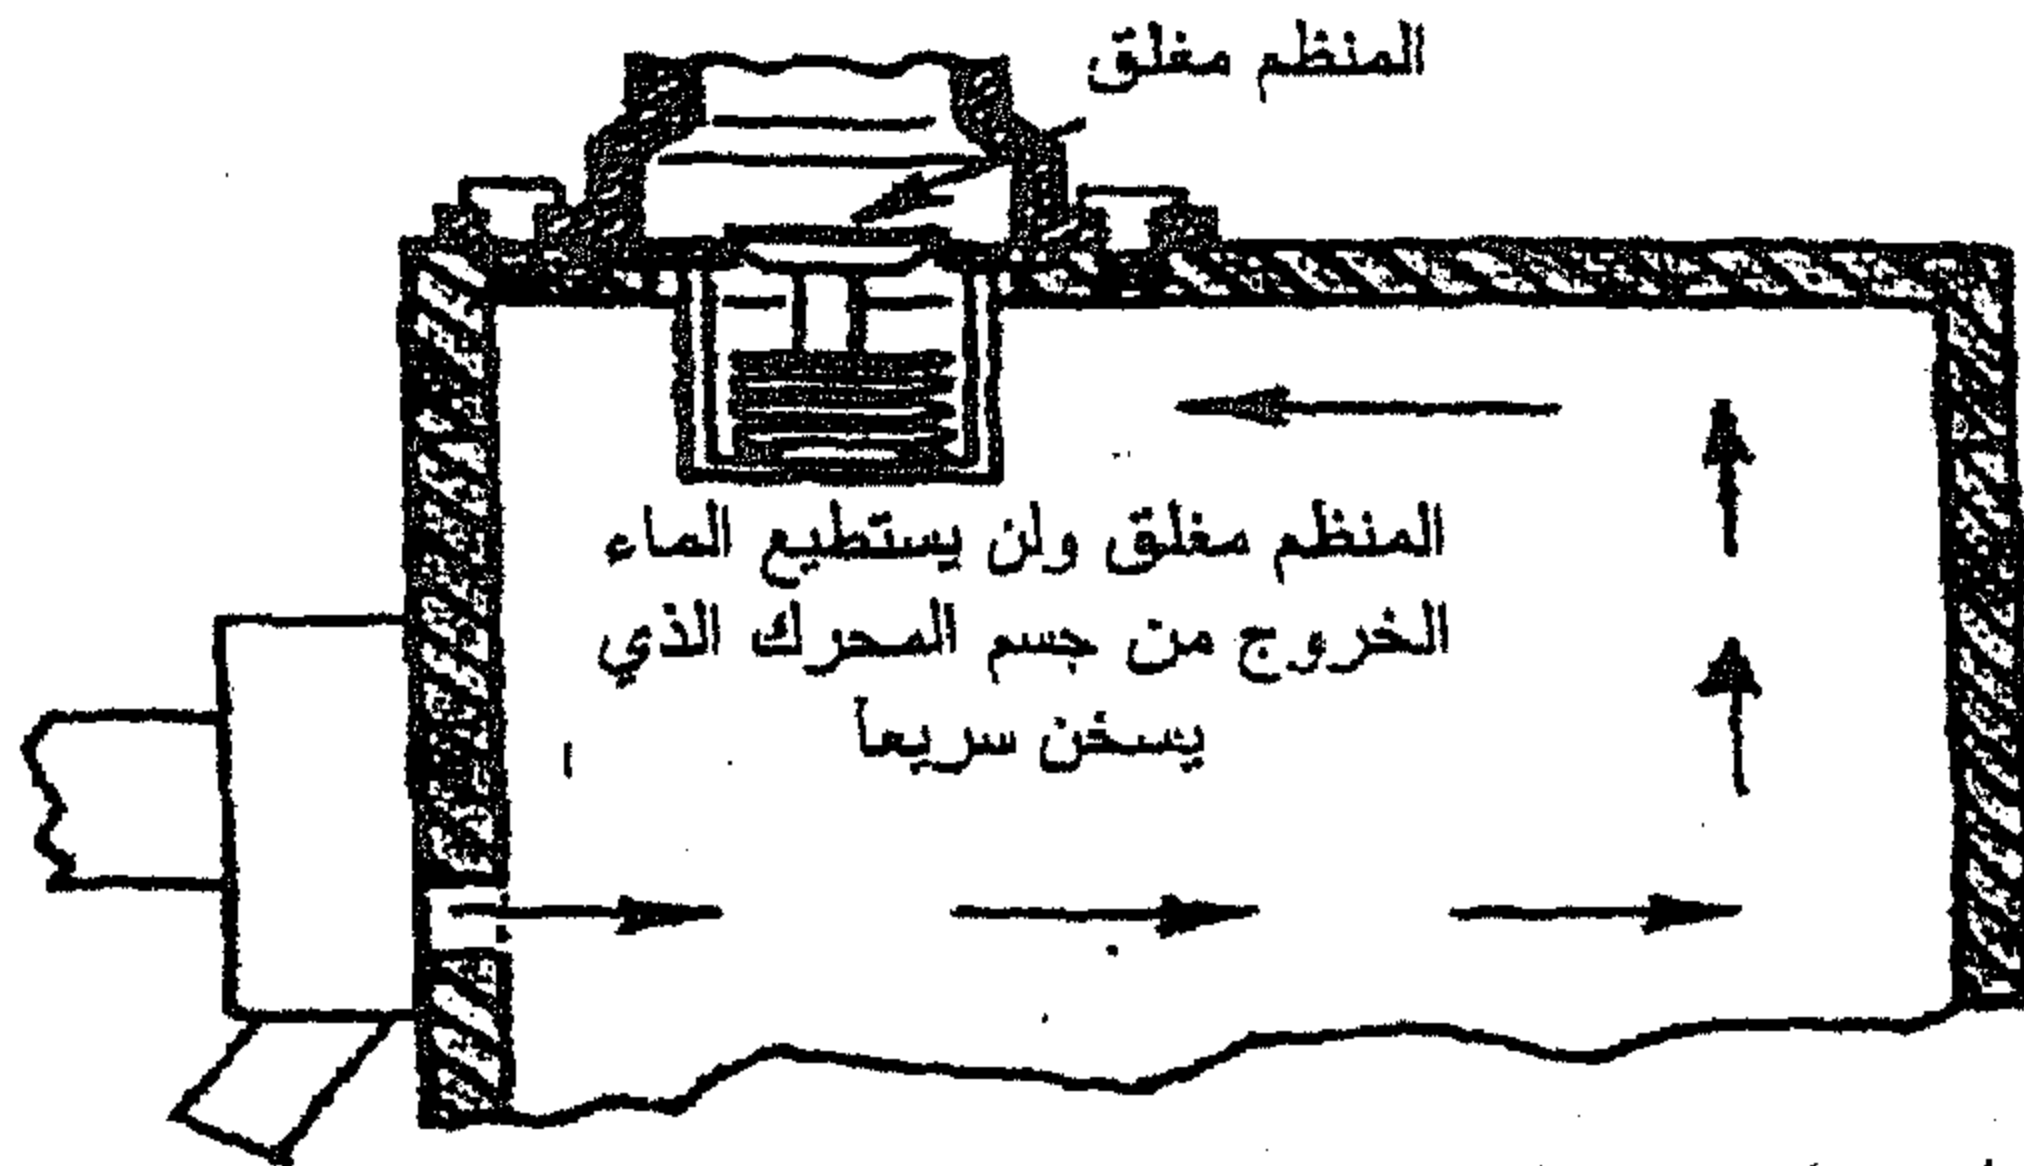 المنظم مغلق
المنظم مغلق ولن يستطيع الماء
الخروج من جسم المحرك الذي
يسخن سريعاً